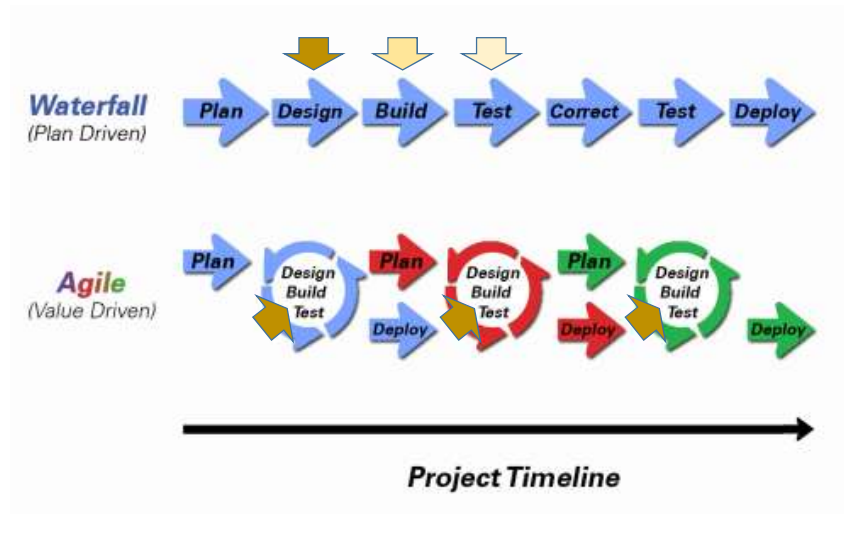 Waterfall
(Plan Driven)
Plan
Design
Build
Test
Correct
Test
Deploy
Agile
(Value Driven)
Plan
Design
Build
Test
Plan
Deploy
Design
Build
Test
Plan
Deploy
Design
Build
Test
Deploy
Project Timeline